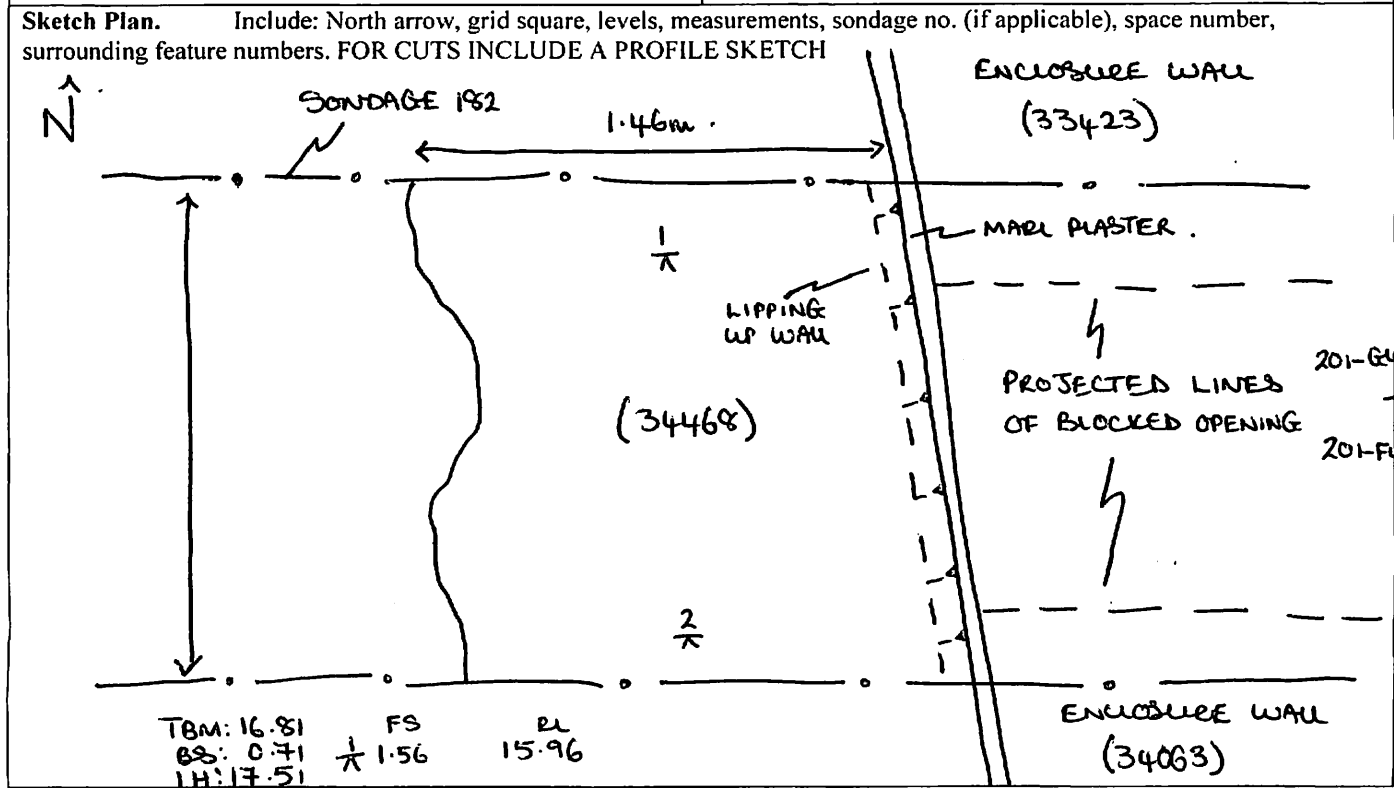 Sketch Plan. Include: North arrow, grid square, levels, measurements, sondage no. (if applicable), space number,
surrounding feature numbers. FOR CUTS INCLUDE A PROFILE SKETCH
N
SONDAGE 182
1.46m.
ENCLOSURE WALL
(33423)
1
MARL PLASTER.
LIPPING
UP WALL
PROJECTED LINES
OF BLOCKED OPENING
(34468)
2
TBM: 16.81 FS RL
BS: 0.71 1 1.56 15.96
IH: 17.51
ENCLOSURE WALL
(34063)